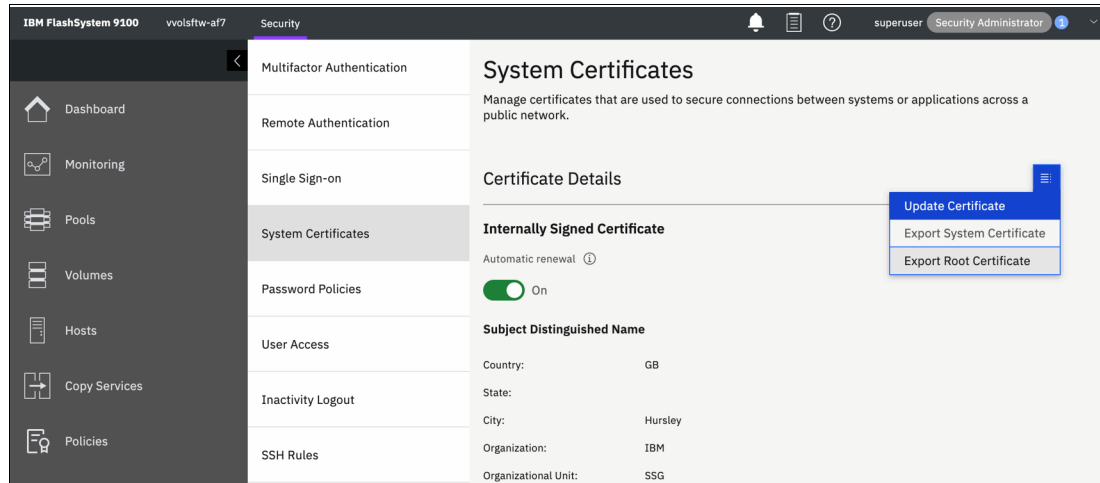 IBM FlashSystem 9100 vvolsftw-af7 Security superuser Security Administrator 1
Dashboard
Monitoring
Pools
Volumes
Hosts
Copy Services
Policies
Multifactor Authentication
Remote Authentication
Single Sign-on
System Certificates
Password Policies
User Access
Inactivity Logout
SSH Rules
System Certificates
Manage certificates that are used to secure connections between systems or applications across a
public network.
Certificate Details
Update Certificate
Export System Certificate
Export Root Certificate
Internally Signed Certificate
Automatic renewal
On
Subject Distinguished Name
Country: GB
State:
City: Hursley
Organization: IBM
Organizational Unit: SSG